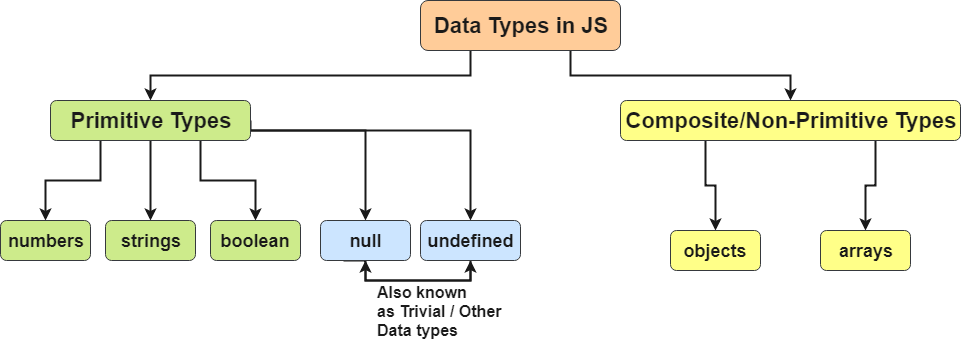 Data Types in JS
Primitive Types
Composite/Non-Primitive Types
numbers
strings
boolean
null
undefined
objects
arrays
Also known
as Trivial / Other
Data types